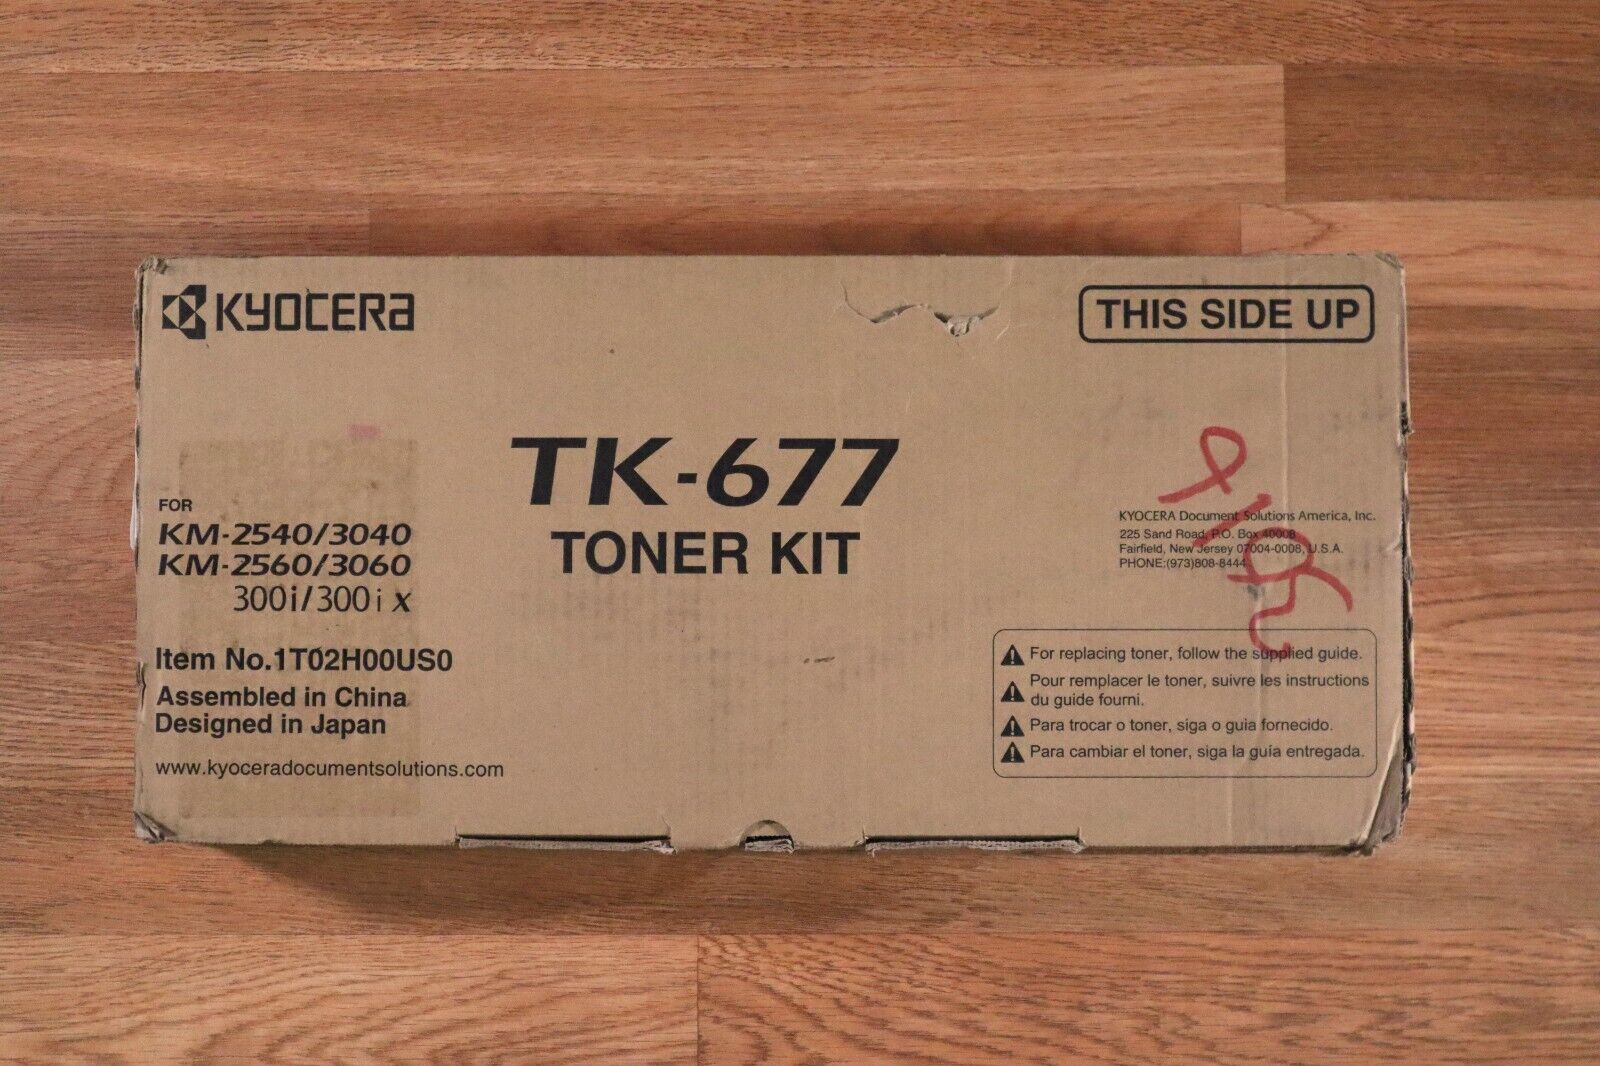 KYOCERA
THIS SIDE UP
TK-677
TONER KIT
FOR
KM-2540/3040
KM-2560/3060
300i/300i x
Item No.1T02H00US0
Assembled in China
Designed in Japan
www.kyoceradocumentsolutions.com
KYOCERA Document Solutions America, Inc.
225 Sand Road, P.O. Box 40008
Fairfield, New Jersey 07004-0008, U.S.A.
PHONE:(973)808-8444
For replacing toner, follow the supplied guide.
Pour remplacer le toner, suivre les instructions
du guide fourni.
Para trocar o toner, siga o guia fornecido.
Para cambiar el toner, siga la guía entregada.